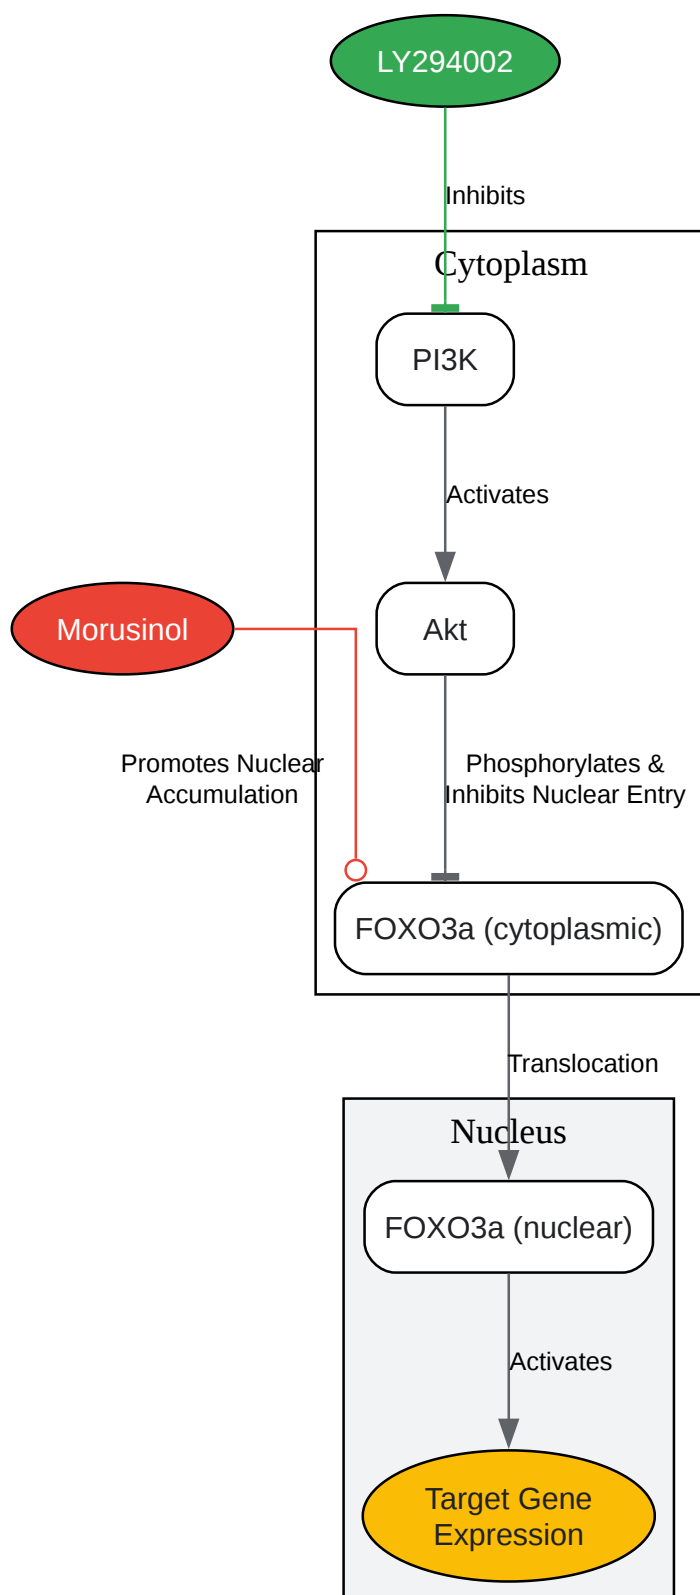 LY294002
Inhibits
Cytoplasm
PI3K
Activates
Morusinol
Akt
Promotes Nuclear
Accumulation
Phosphorylates &
Inhibits Nuclear Entry
FOXO3a (cytoplasmic)
Translocation
Nucleus
FOXO3a (nuclear)
Activates
Target Gene
Expression